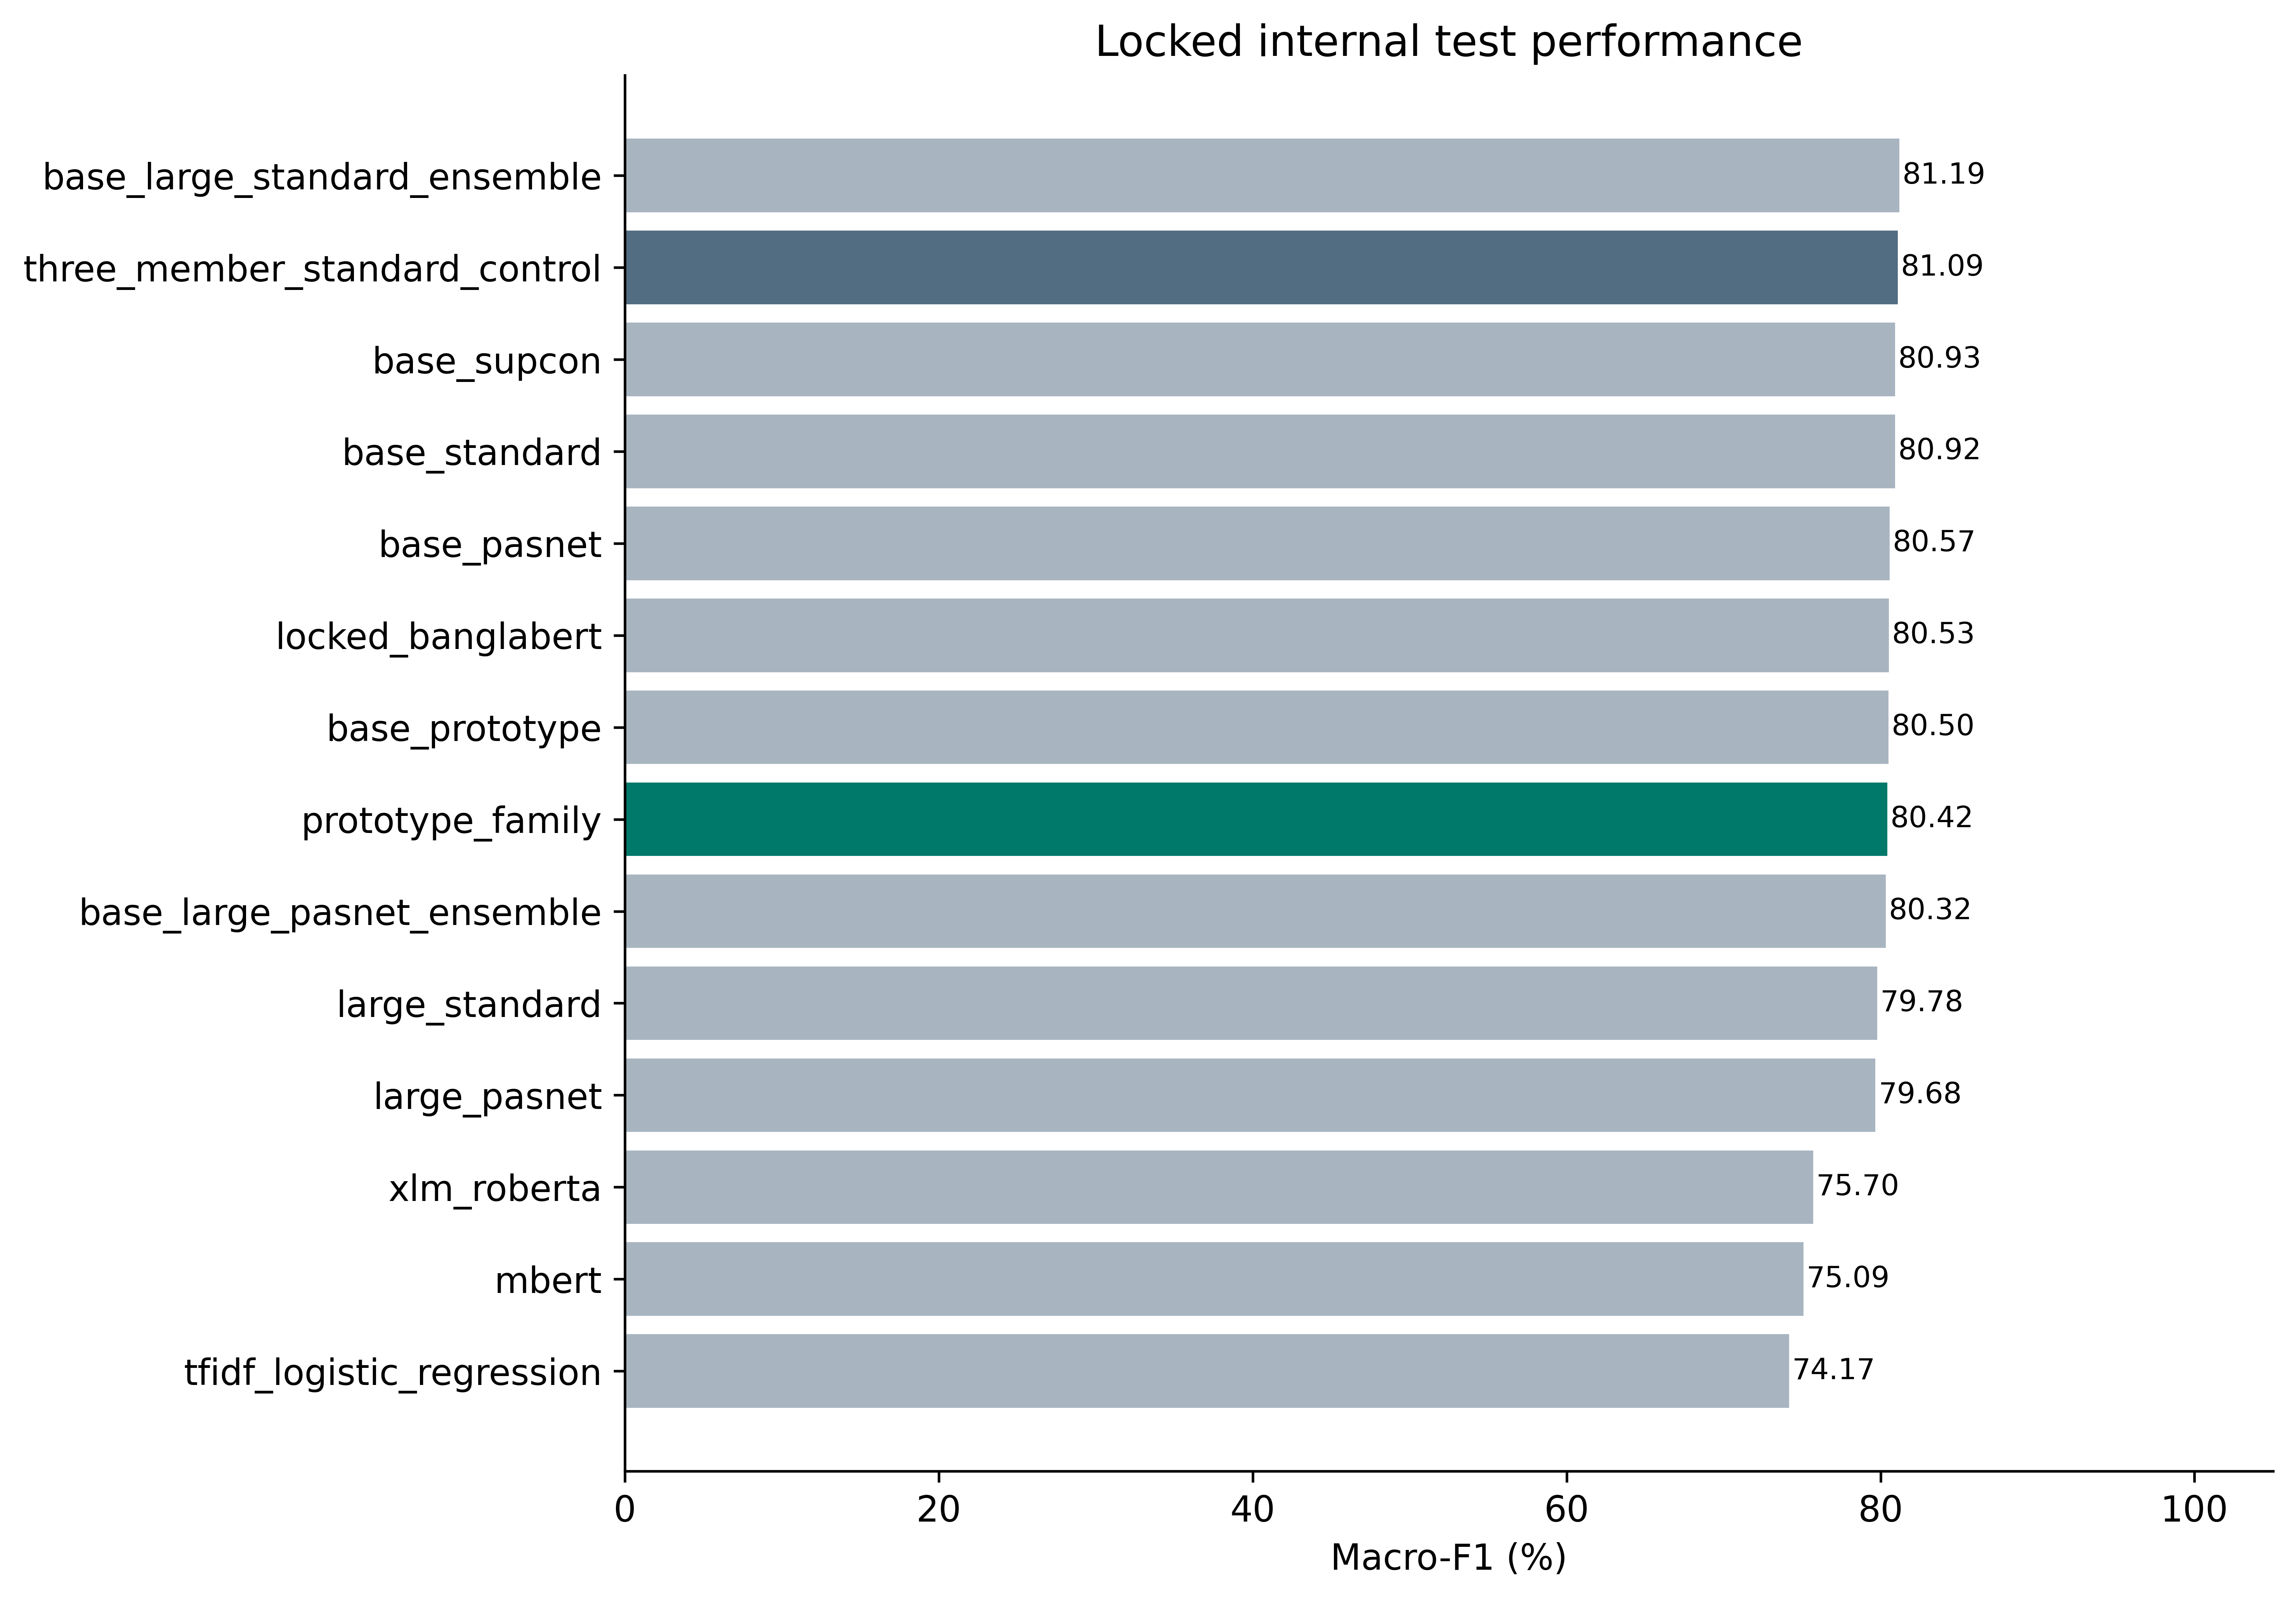 Locked internal test performance
base_large_standard_ensemble 81.19
three_member_standard_control 81.09
base_supcon 80.93
base_standard 80.92
base_pasnet 80.57
locked_banglabert 80.53
base_prototype 80.50
prototype_family 80.42
base_large_pasnet_ensemble 80.32
large_standard 79.78
large_pasnet 79.68
xlm_roberta 75.70
mbert 75.09
tfidf_logistic_regression 74.17
0 20 40 60 80 100
Macro-F1 (%)